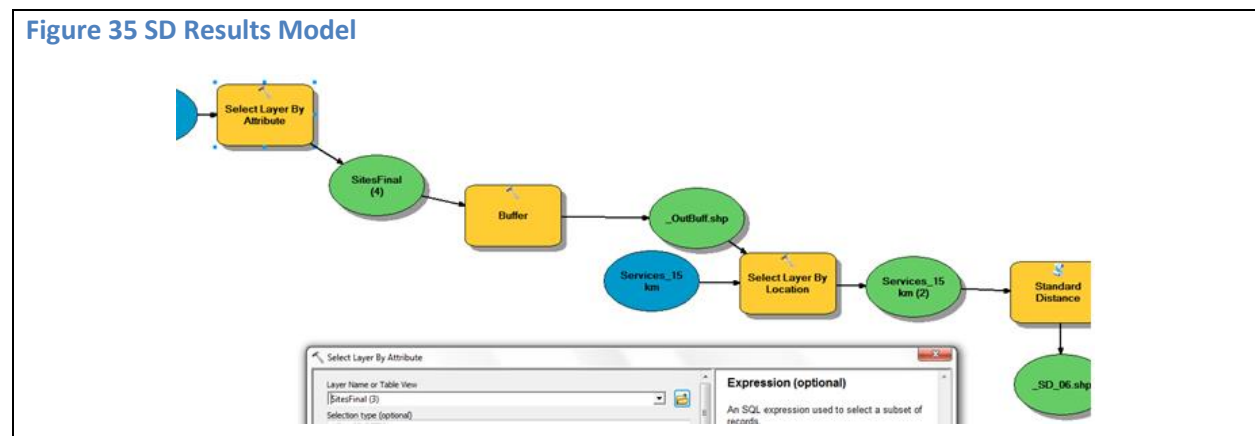 Figure 35 SD Results Model
Select Layer By
Attribute
SitesFinal
(4)
Buffer
_OutBuff.shp
Services_15
km
Select Layer By
Location
Services_15
km (2)
Standard
Distance
_SD_06.shp
Select Layer By Attribute
Layer Name or Table View
SitesFinal (3)
Selection type (optional)
Expression (optional)
An SQL expression used to select a subset of
records.